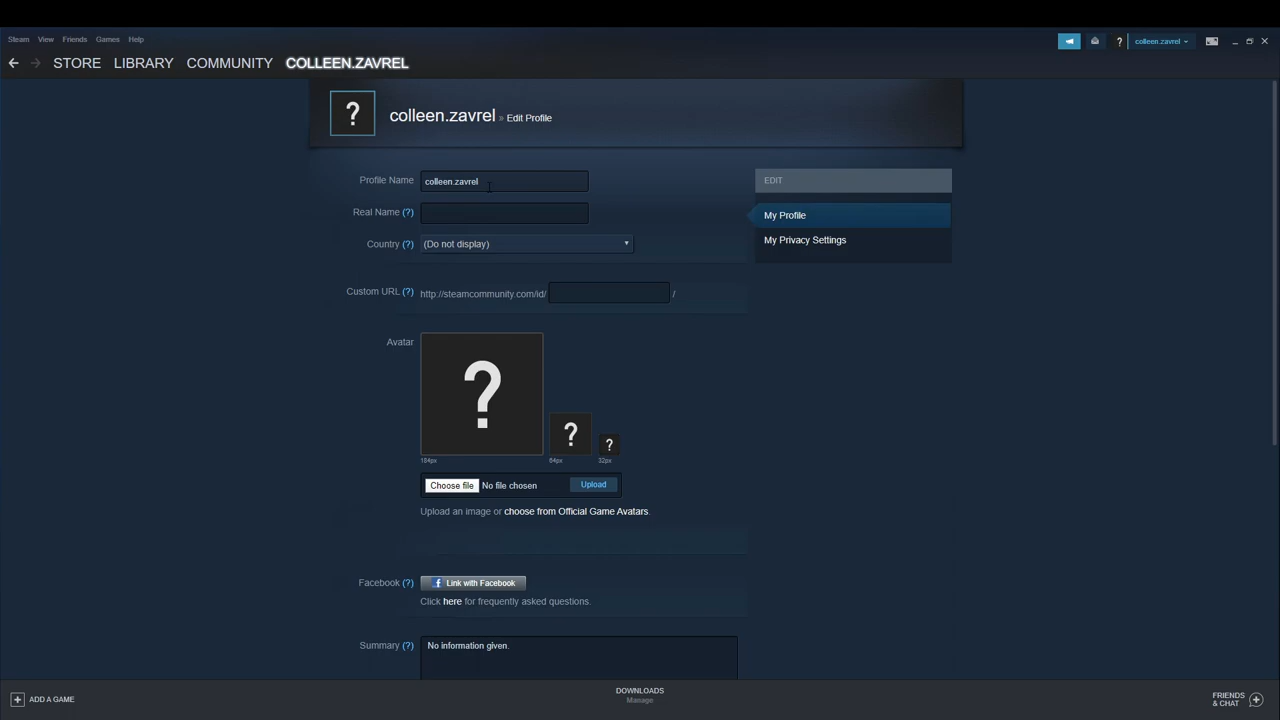 Steam View Friends Games Help
colleen.zavrel
STORE LIBRARY COMMUNITY COLLEEN.ZAVREL
colleen.zavrel » Edit Profile
Profile Name colleen.zavrel
EDIT
Real Name (?)
My Profile
Country (?) (Do not display)
My Privacy Settings
Custom URL (?) http://steamcommunity.com/id/ /
Avatar
?
?
?
184px 64px 32px
Choose file No file chosen Upload
Upload an image or choose from Official Game Avatars.
Facebook (?) f Link with Facebook
Click here for frequently asked questions.
Summary (?) No information given.
+ ADD A GAME
DOWNLOADS
Manage
FRIENDS
& CHAT